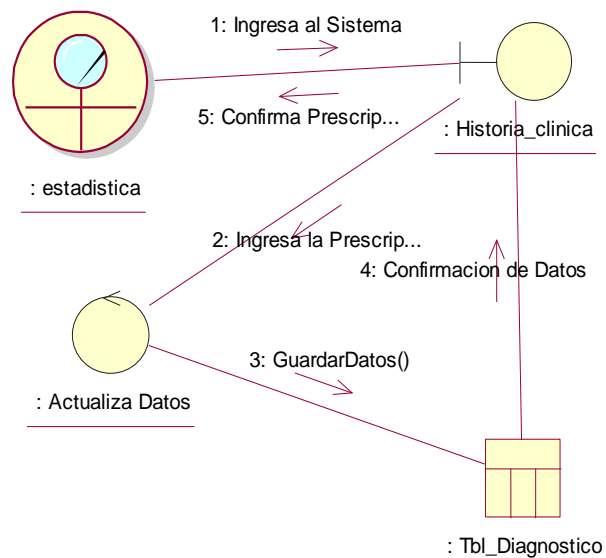 1: Ingresa al Sistema
5: Confirma Prescrip...
: Historia_clinica
: estadistica
2: Ingresa la Prescrip...
4: Confirmacion de Datos
3: GuardarDatos()
: Actualiza Datos
: Tbl_Diagnostico